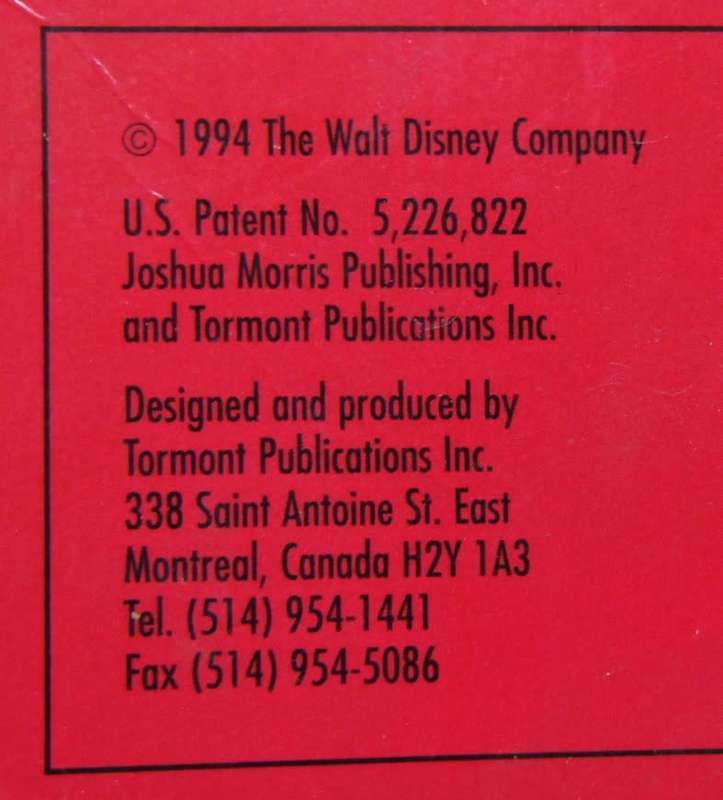 © 1994 The Walt Disney Company
U.S. Patent No. 5,226,822
Joshua Morris Publishing, Inc.
and Tormont Publications Inc.
Designed and produced by
Tormont Publications Inc.
338 Saint Antoine St. East
Montreal, Canada H2Y 1A3
Tel. (514) 954-1441
Fax (514) 954-5086